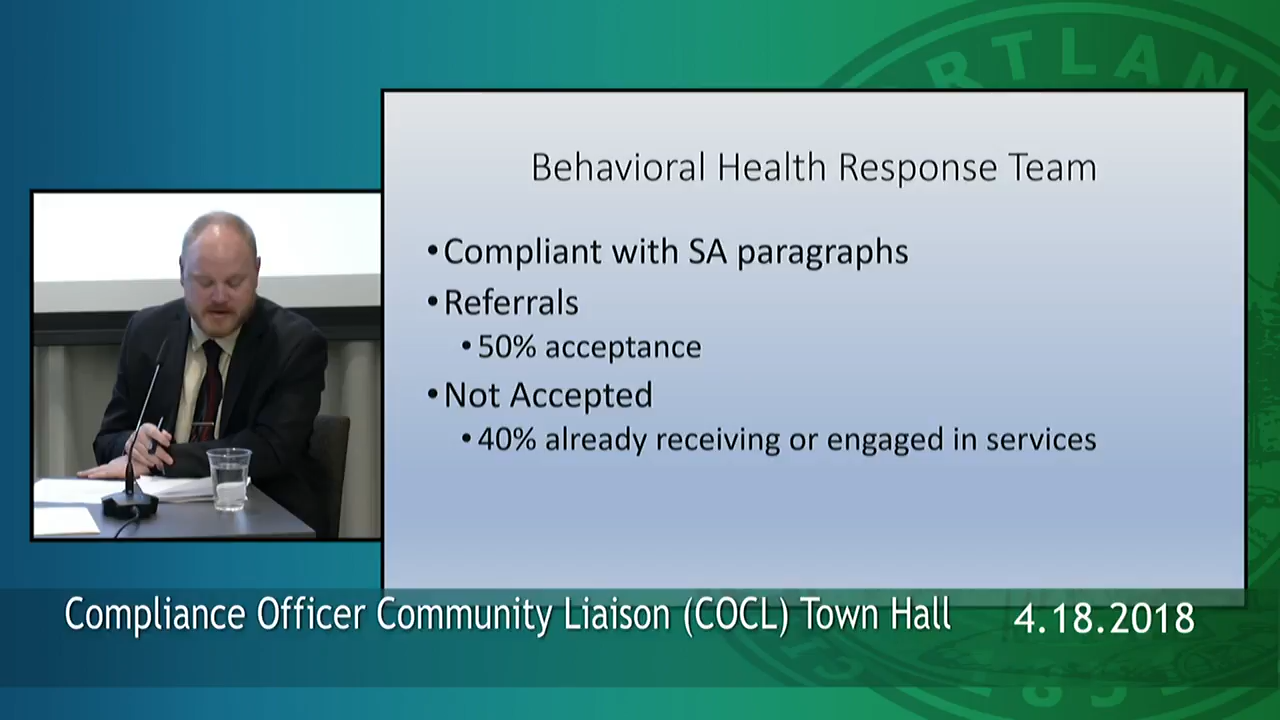 RTLAND
Behavioral Health Response Team
•Compliant with SA paragraphs
•Referrals
•50% acceptance
•Not Accepted
•40% already receiving or engaged in services
Compliance Officer Community Liaison (COCL) Town Hall
4.18.2018